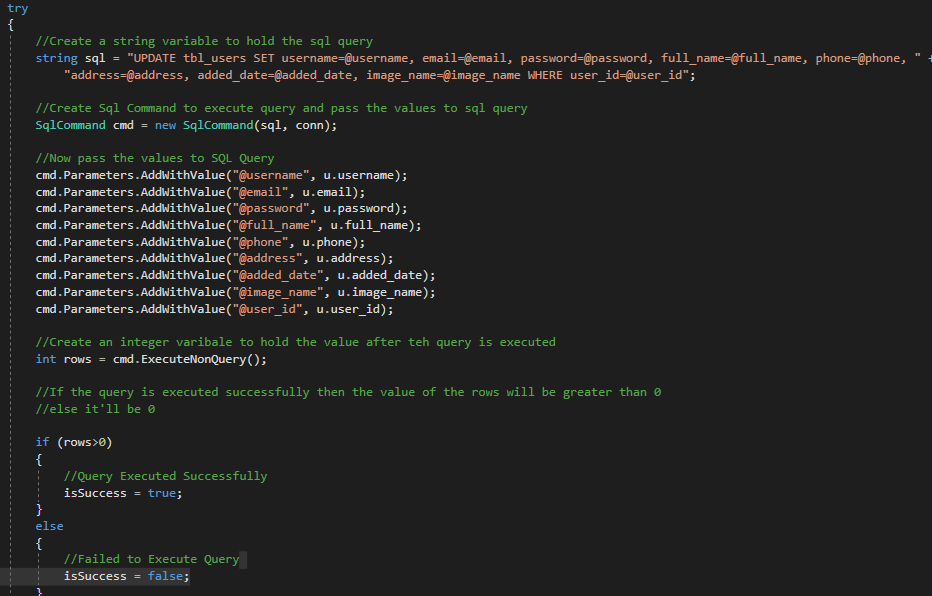 try
{
//Create a string variable to hold the sql query
string sql = "UPDATE tbl_users SET username=@username, email=@email, password=@password, full_name=@full_name, phone=@phone, " +
"address=@address, added_date=@added_date, image_name=@image_name WHERE user_id=@user_id";
//Create Sql Command to execute query and pass the values to sql query
SqlCommand cmd = new SqlCommand(sql, conn);
//Now pass the values to SQL Query
cmd.Parameters.AddWithValue("@username", u.username);
cmd.Parameters.AddWithValue("@email", u.email);
cmd.Parameters.AddWithValue("@password", u.password);
cmd.Parameters.AddWithValue("@full_name", u.full_name);
cmd.Parameters.AddWithValue("@phone", u.phone);
cmd.Parameters.AddWithValue("@address", u.address);
cmd.Parameters.AddWithValue("@added_date", u.added_date);
cmd.Parameters.AddWithValue("@image_name", u.image_name);
cmd.Parameters.AddWithValue("@user_id", u.user_id);
//Create an integer varibale to hold the value after teh query is executed
int rows = cmd.ExecuteNonQuery();
//If the query is executed successfully then the value of the rows will be greater than 0
//else it'll be 0
if (rows>0)
{
//Query Executed Successfully
isSuccess = true;
}
else
{
//Failed to Execute Query
isSuccess = false;
}